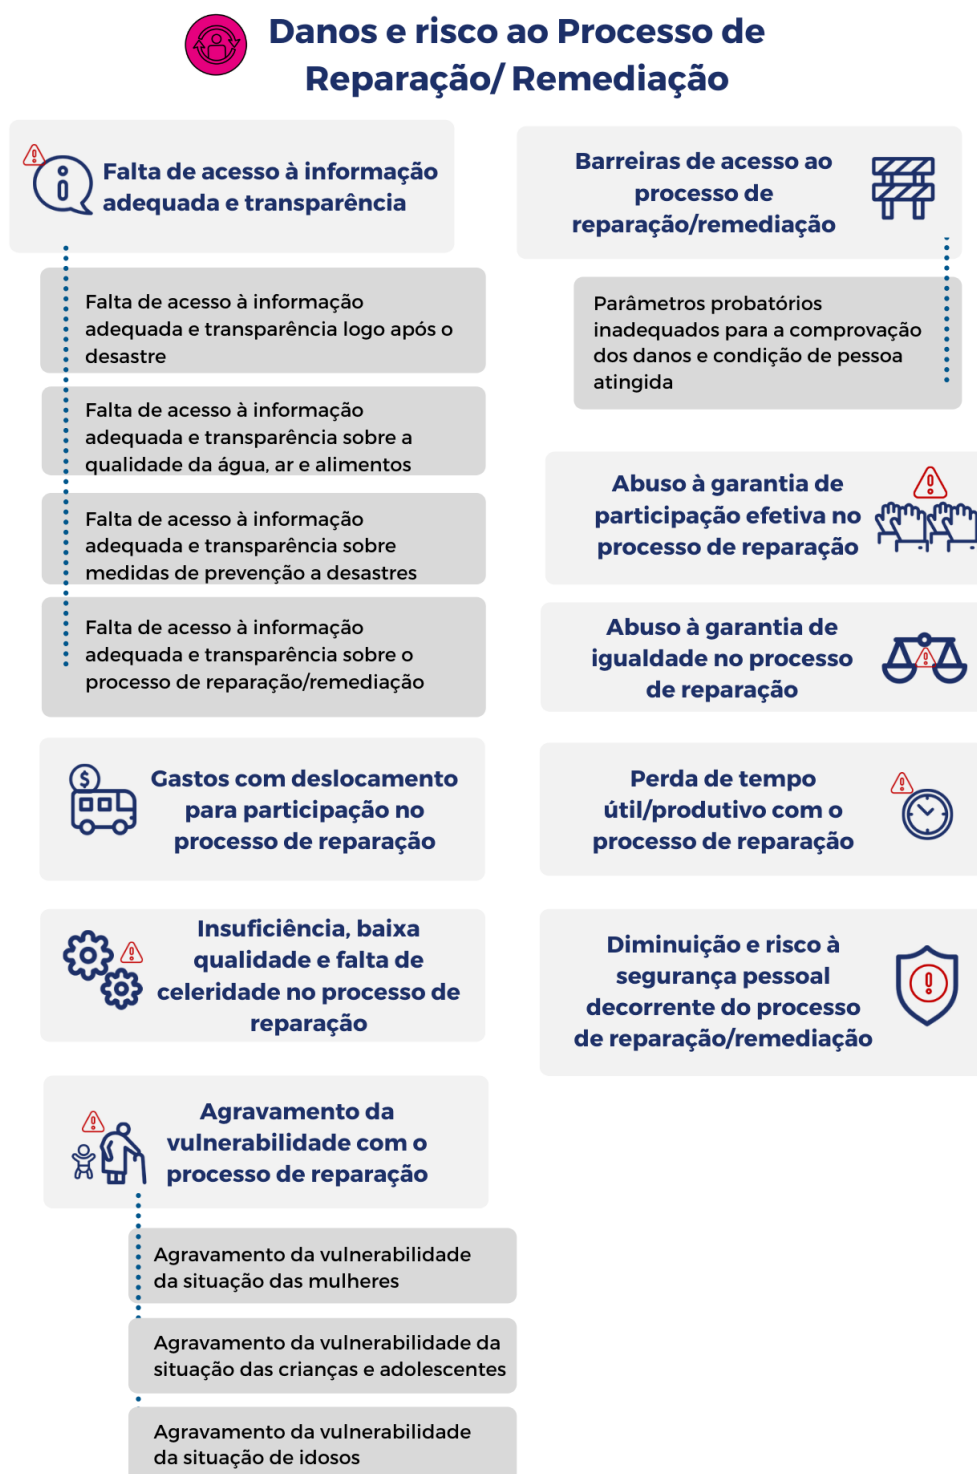 Danos e risco ao Processo de
Reparação/ Remediação
Falta de acesso à informação
adequada e transparência
Falta de acesso à informação
adequada e transparência logo após o
desastre
Falta de acesso à informação
adequada e transparência sobre a
qualidade da água, ar e alimentos
Falta de acesso à informação
adequada e transparência sobre
medidas de prevenção a desastres
Falta de acesso à informação
adequada e transparência sobre o
processo de reparação/remediação
Gastos com deslocamento
para participação no
processo de reparação
Insuficiência, baixa
qualidade e falta de
celeridade no processo de
reparação
Agravamento da
vulnerabilidade com o
processo de reparação
Agravamento da vulnerabilidade
da situação das mulheres
Agravamento da vulnerabilidade da
situação das crianças e adolescentes
Agravamento da vulnerabilidade
da situação de idosos
Barreiras de acesso ao
processo de
reparação/remediação
Parâmetros probatórios
inadequados para a comprovação
dos danos e condição de pessoa
atingida
Abuso à garantia de
participação efetiva no
processo de reparação
Abuso à garantia de
igualdade no processo
de reparação
Perda de tempo
útil/produtivo com o
processo de reparação
Diminuição e risco à
segurança pessoal
decorrente do processo
de reparação/remediação